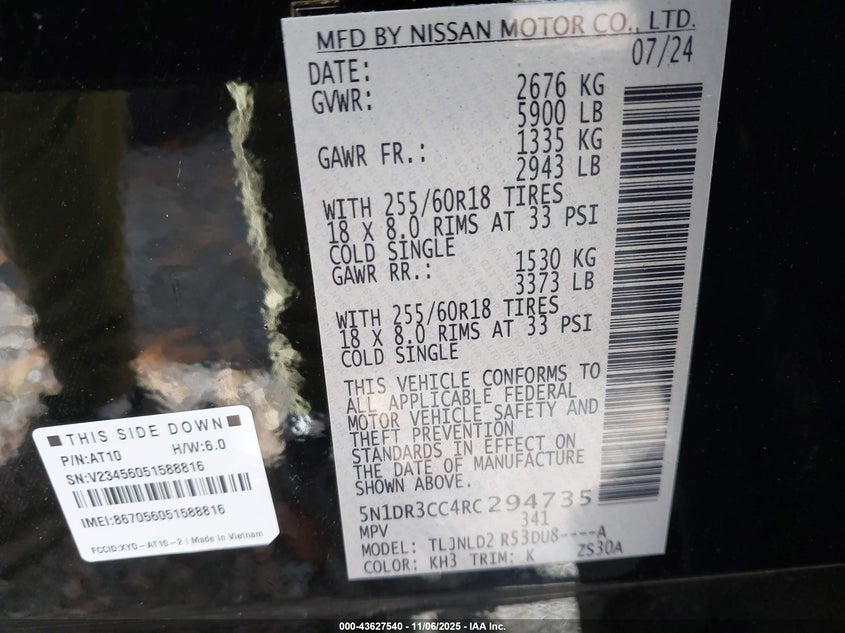 MFD BY NISSAN MOTOR CO., LTD.
DATE: 07/24
GVWR: 2676 KG
5900 LB
GAWR FR.: 1335 KG
2943 LB
WITH 255/60R18 TIRES
18 X 8.0 RIMS AT 33 PSI
COLD SINGLE
GAWR RR.: 1530 KG
3373 LB
WITH 255/60R18 TIRES
18 X 8.0 RIMS AT 33 PSI
COLD SINGLE
THIS VEHICLE CONFORMS TO
ALL APPLICABLE FEDERAL
MOTOR VEHICLE SAFETY AND
THEFT PREVENTION
STANDARDS IN EFFECT ON
THE DATE OF MANUFACTURE
SHOWN ABOVE.
5N1DR3CC4RC294735
MPV 341
MODEL: TLJNLD2 R53DU8----A
COLOR: KH3 TRIM: K ZS30A
THIS SIDE DOWN
P/N:AT10 H/W:6.0
SN:V23456051588816
IMEI:867056051588816
FCCID:XYO-AT10-2 | Made in Vietnam
000-43627540 - 11/06/2025 - IAA Inc.